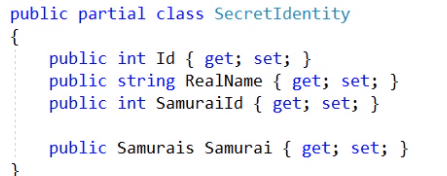 public partial class SecretIdentity
{
public int Id { get; set; }
public string RealName { get; set; }
public int SamuraiId { get; set; }
public Samurais Samurai { get; set; }
}